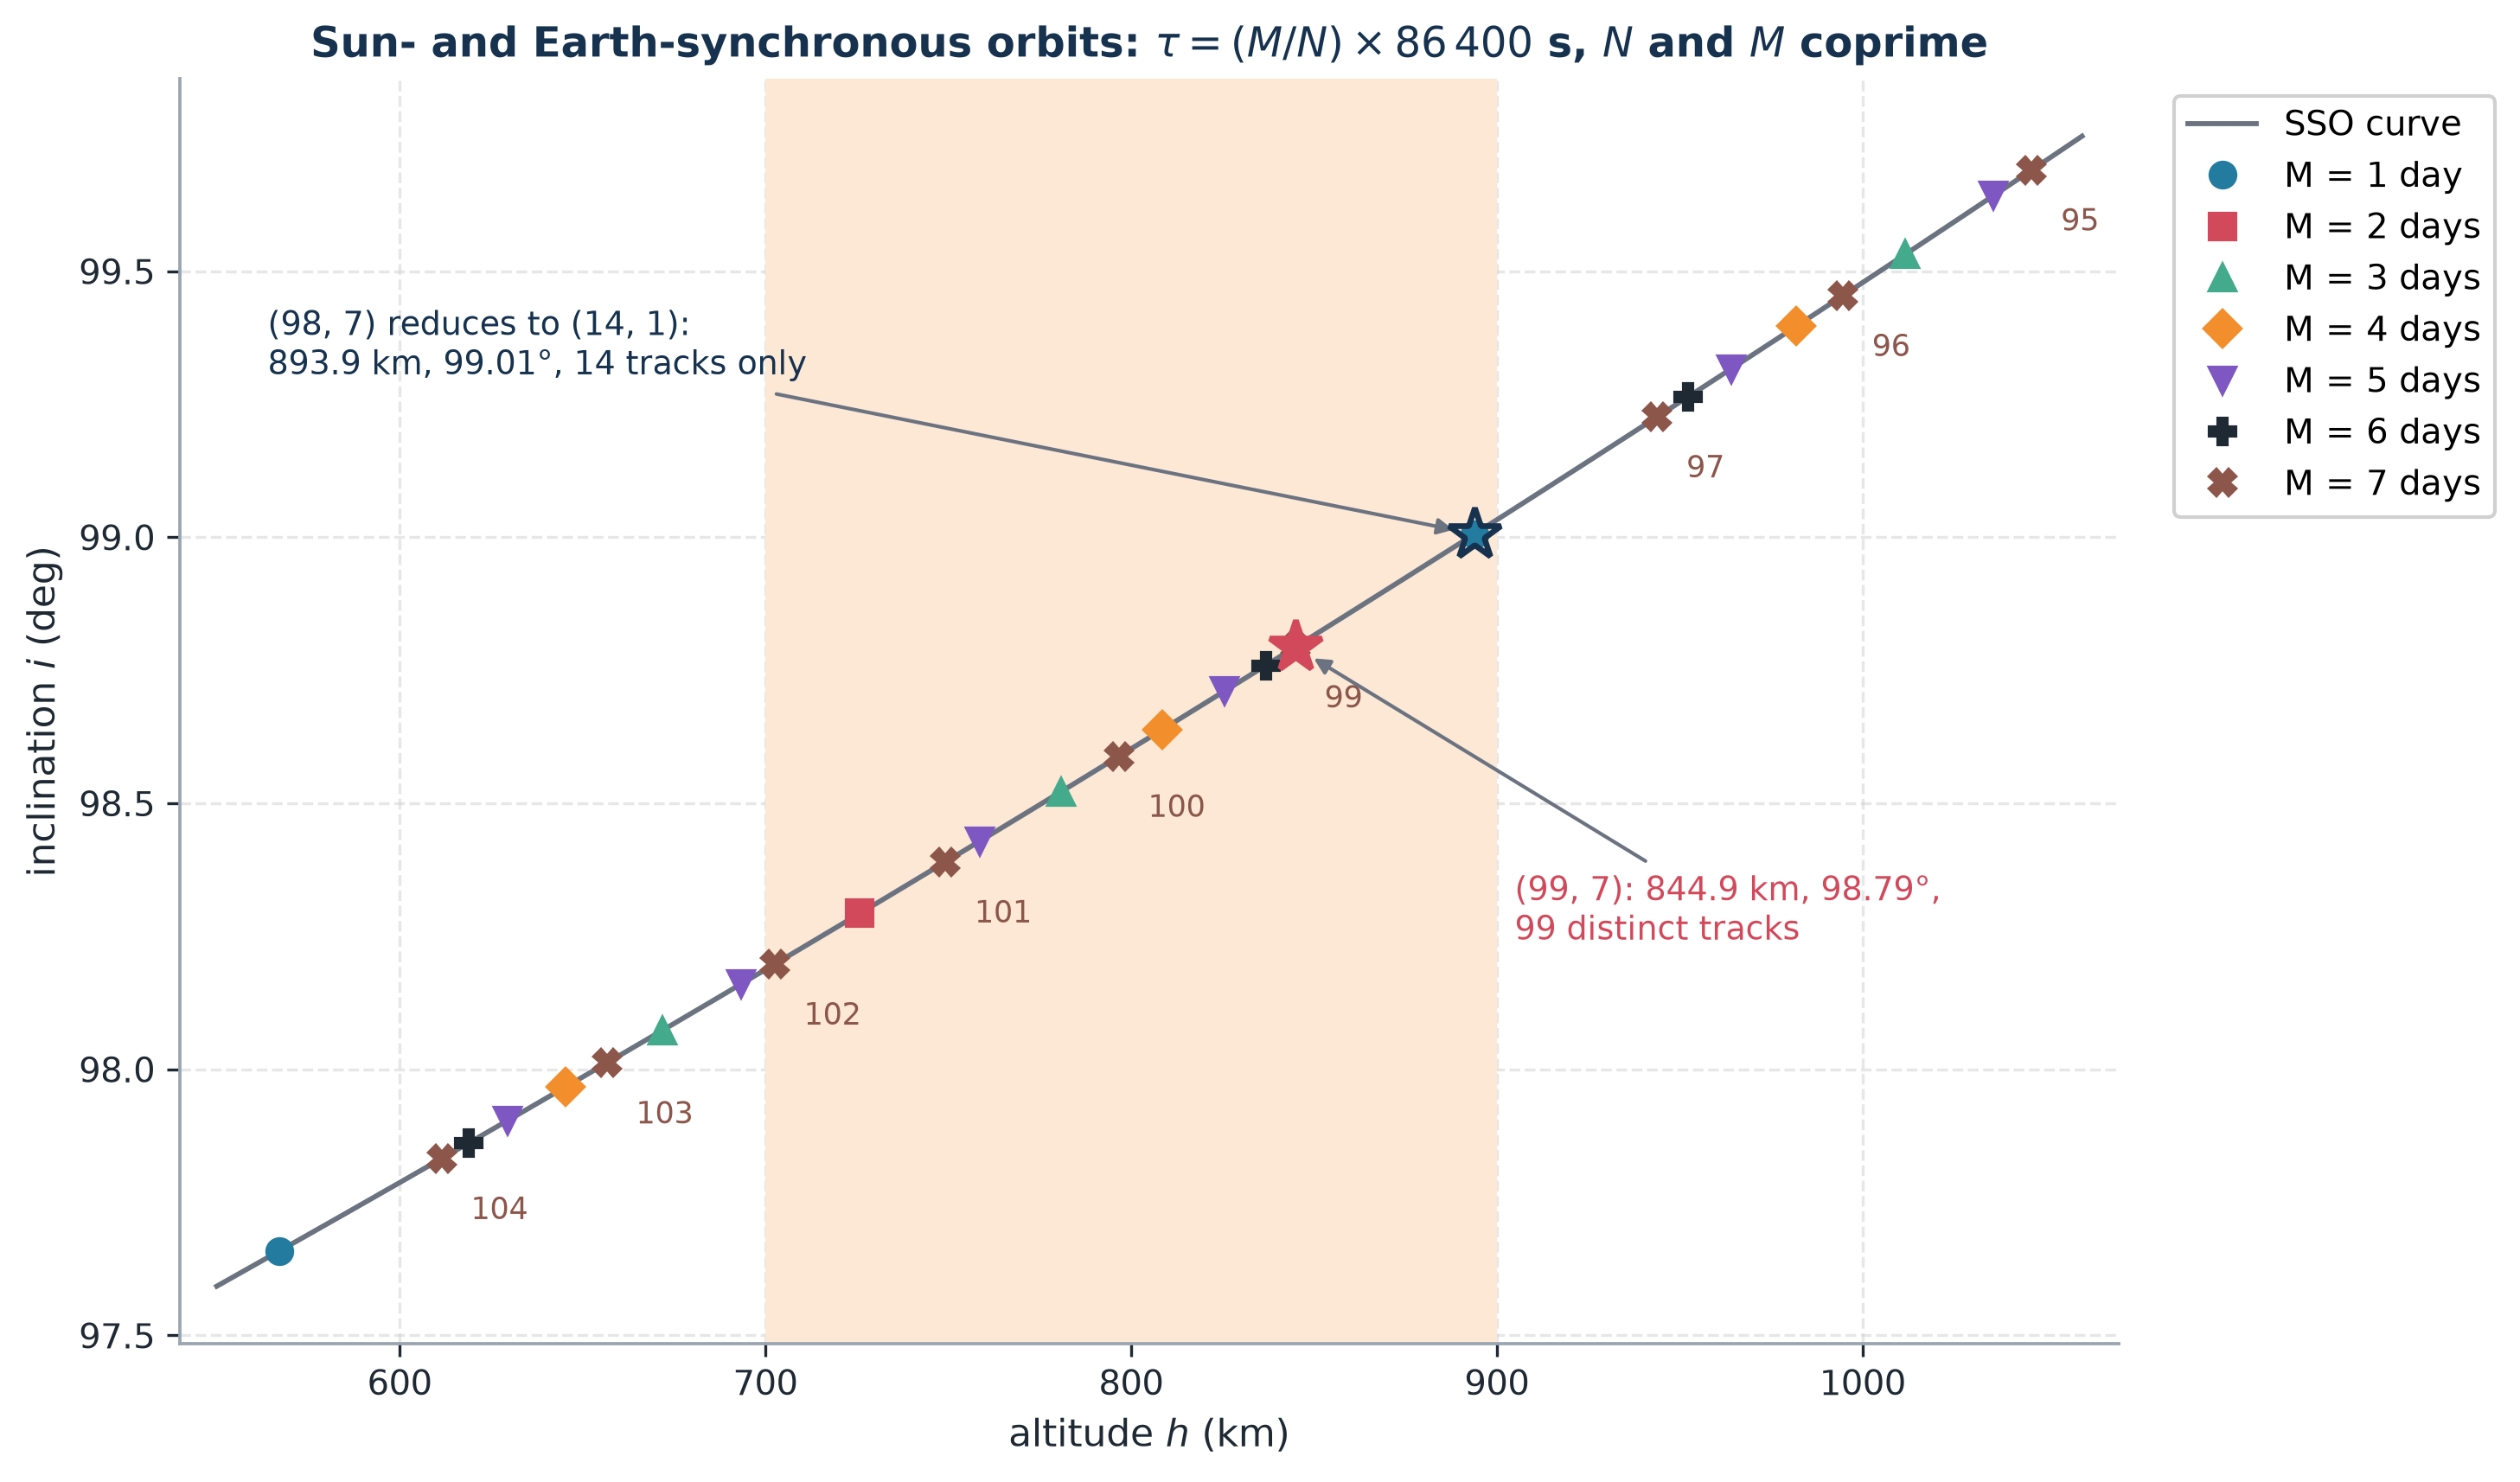 Sun- and Earth-synchronous orbits: τ = (M/N) × 86 400 s, N and M coprime
SSO curve
M = 1 day
M = 2 days
M = 3 days
M = 4 days
M = 5 days
M = 6 days
M = 7 days
(98, 7) reduces to (14, 1):
893.9 km, 99.01°, 14 tracks only
95
96
97
99
100
101
102
103
104
(99, 7): 844.9 km, 98.79°,
99 distinct tracks
99.5
99.0
98.5
98.0
97.5
inclination i (deg)
600
700
800
900
1000
altitude h (km)